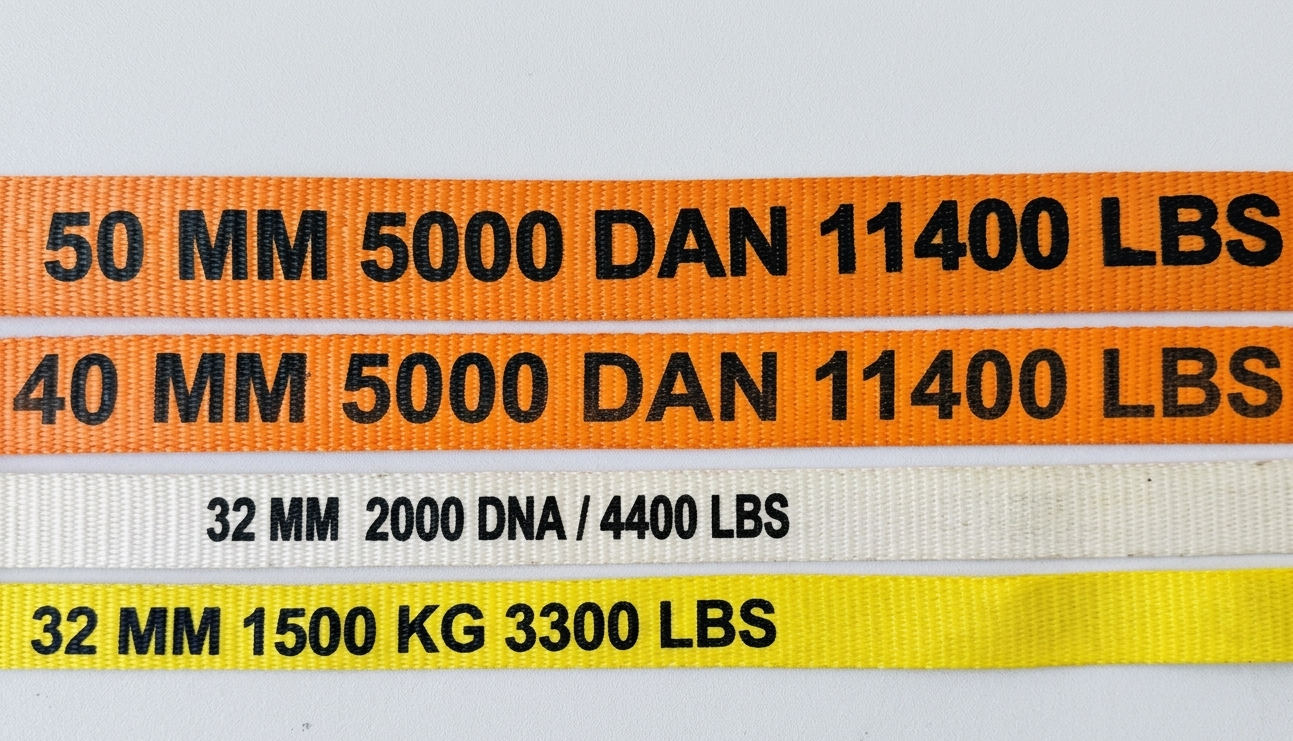 50 MM 5000 DAN 11400 LBS
40 MM 5000 DAN 11400 LBS
32 MM 2000 DNA / 4400 LBS
32 MM 1500 KG 3300 LBS